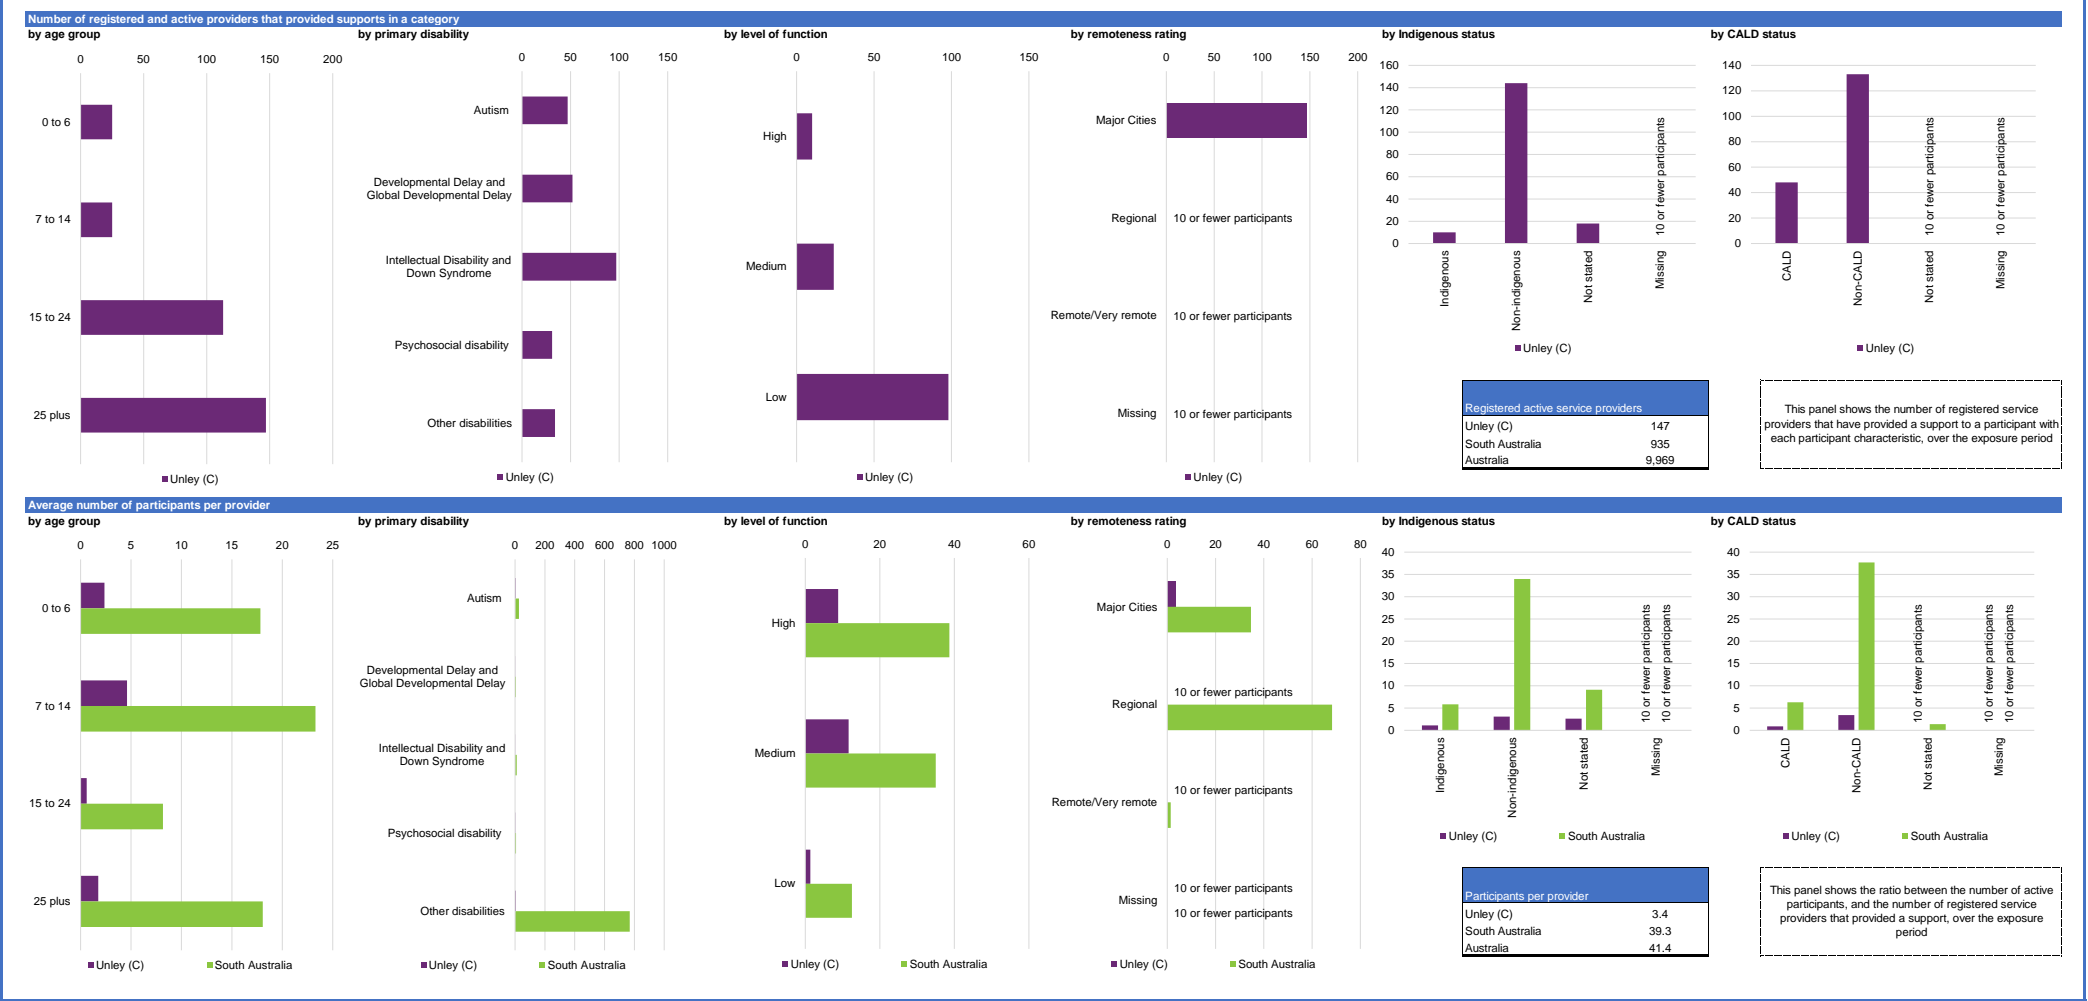 Number of registered and active providers that provided supports in a category
by age group
0 50 100 150 200
0 to 6
7 to 14
15 to 24
25 plus
Unley (C)
by primary disability
0 50 100 150
Autism
Developmental Delay and
Global Developmental Delay
Intellectual Disability and
Down Syndrome
Psychosocial disability
Other disabilities
Unley (C)
by level of function
0 50 100 150
High
Medium
Low
Unley (C)
by remoteness rating
0 50 100 150 200
Major Cities
Regional 10 or fewer participants
Remote/Very remote 10 or fewer participants
Missing 10 or fewer participants
Unley (C)
by Indigenous status
160
140
120
100
80
60
40
20
0
10 or fewer participants
Indigenous
Non-indigenous
Not stated
Missing
Unley (C)
by CALD status
140
120
100
80
60
40
20
0
10 or fewer participants
10 or fewer participants
CALD
Non-CALD
Not stated
Missing
Unley (C)
Registered active service providers
Unley (C) 147
South Australia 935
Australia 9,969
This panel shows the number of registered service
providers that have provided a support to a participant with
each participant characteristic, over the exposure period
Average number of participants per provider
by age group
0 5 10 15 20 25
0 to 6
7 to 14
15 to 24
25 plus
Unley (C) South Australia
by primary disability
0 200 400 600 800 1000
Autism
Developmental Delay and
Global Developmental Delay
Intellectual Disability and
Down Syndrome
Psychosocial disability
Other disabilities
Unley (C) South Australia
by level of function
0 20 40 60
High
Medium
Low
Unley (C) South Australia
by remoteness rating
0 20 40 60 80
Major Cities
10 or fewer participants
Regional
10 or fewer participants
Remote/Very remote
10 or fewer participants
Missing
10 or fewer participants
Unley (C) South Australia
by Indigenous status
40
35
30
25
20
15
10
5
0
10 or fewer participants
10 or fewer participants
Indigenous
Non-indigenous
Not stated
Missing
Unley (C) South Australia
by CALD status
40
35
30
25
20
15
10
5
0
10 or fewer participants
10 or fewer participants
10 or fewer participants
CALD
Non-CALD
Not stated
Missing
Unley (C) South Australia
Participants per provider
Unley (C) 3.4
South Australia 39.3
Australia 41.4
This panel shows the ratio between the number of active
participants, and the number of registered service
providers that provided a support, over the exposure
period